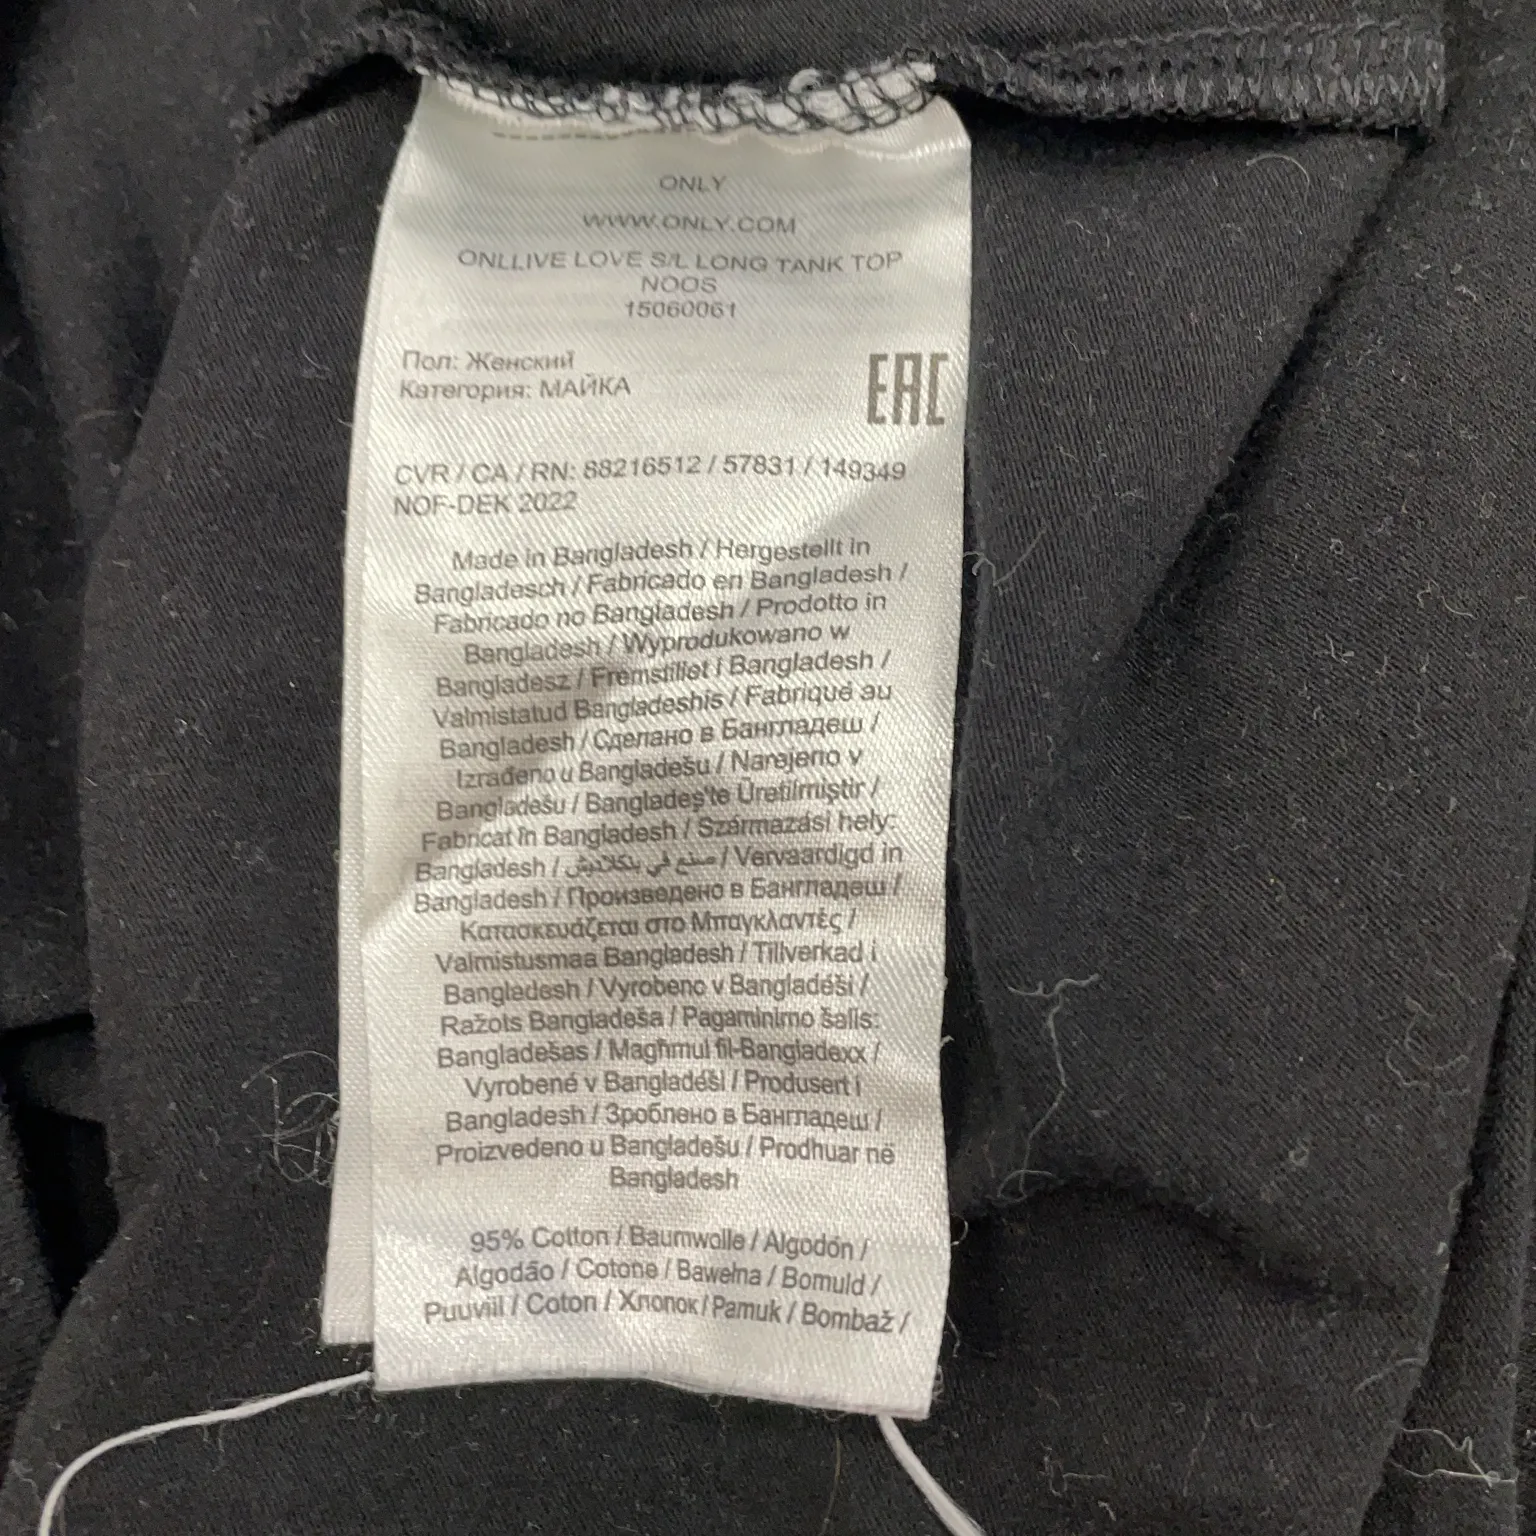 ONLY
WWW.ONLY.COM
ONLLIVE LOVE S/L LONG TANK TOP
NOOS
15060061
Пол: Женский
Категория: МАЙКА
EAC
CVR / CA / RN: 88216512 / 57831 / 149349
NOF-DEK 2022
Made in Bangladesh / Hergestellt in
Bangladesch / Fabricado en Bangladesh /
Fabricado no Bangladesh / Prodotto in
Bangladesh / Wyprodukowano w
Bangladesz / Fremstillet i Bangladesh /
Valmistatud Bangladeshis / Fabriqué au
Bangladesh / Сделано в Бангладеш /
Izrađeno u Bangladešu / Narejeno v
Bangladešu / Bangladeş'te Üretilmiştir /
Fabricat în Bangladesh / Származási hely:
Bangladesh / صنع في بنكلاديش / Vervaardigd in
Bangladesh / Произведено в Бангладеш /
Κατασκευάζεται στο Μπαγκλαντές /
Valmistusmaa Bangladesh / Tillverkad i
Bangladesh / Vyrobeno v Bangladéši /
Ražots Bangladeša / Pagaminimo šalis:
Bangladešas / Magħmul fil-Bangladexx /
Vyrobené v Bangladéši / Produsert i
Bangladesh / Зроблено в Бангладеш /
Proizvedeno u Bangladešu / Prodhuar në
Bangladesh
95% Cotton / Baumwolle / Algodón /
Algodão / Cotone / Bawełna / Bomuld /
Puuviil / Coton / Хлопок / Pamuk / Bombaž /